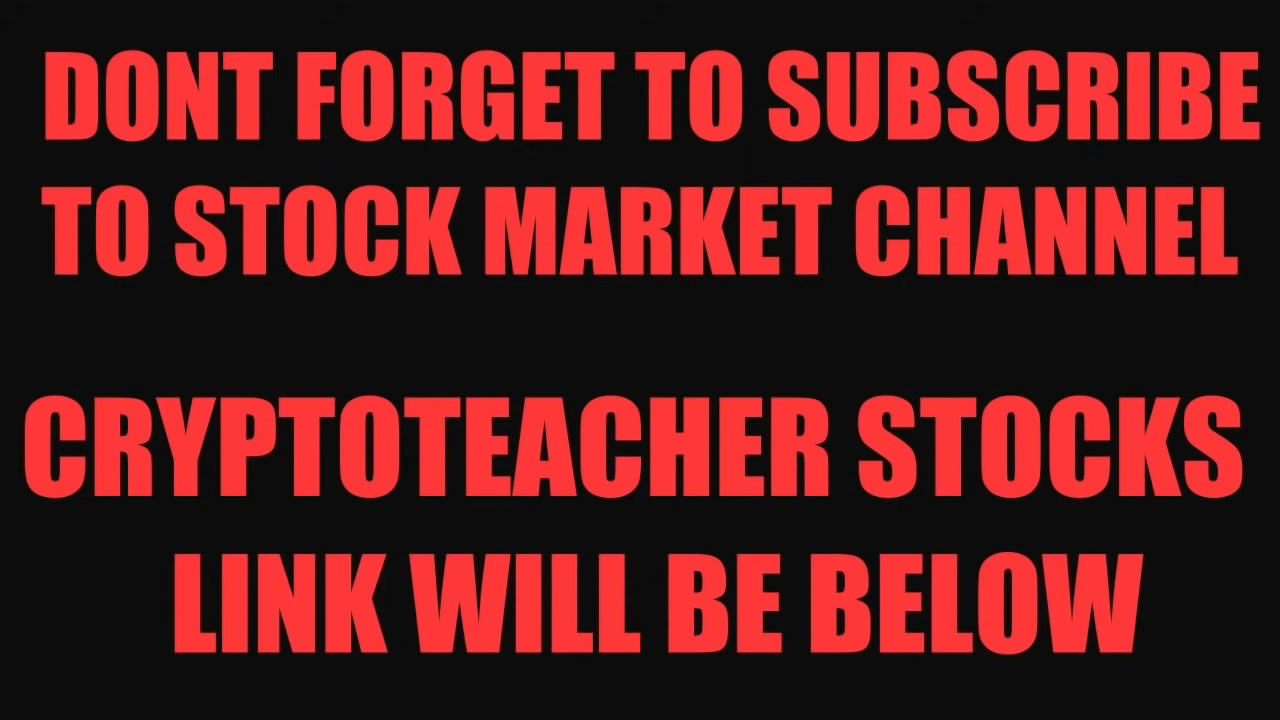 DONT FORGET TO SUBSCRIBE
TO STOCK MARKET CHANNEL
CRYPTOTEACHER STOCKS
LINK WILL BE BELOW